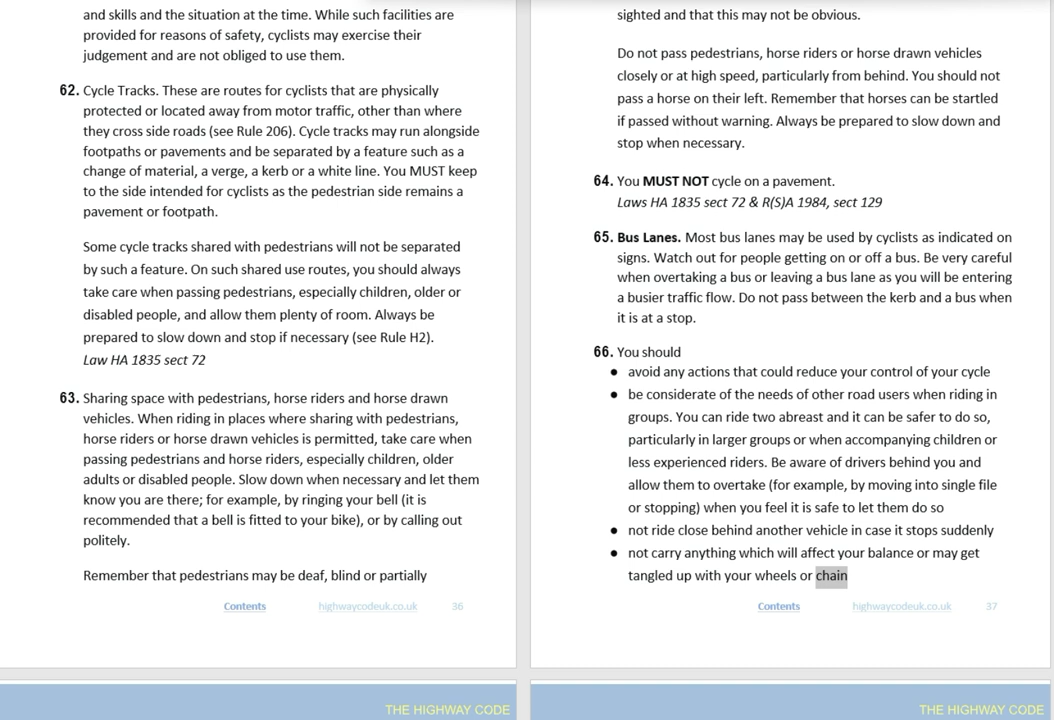 and skills and the situation at the time. While such facilities are
provided for reasons of safety, cyclists may exercise their
judgement and are not obliged to use them.
62. Cycle Tracks. These are routes for cyclists that are physically
protected or located away from motor traffic, other than where
they cross side roads (see Rule 206). Cycle tracks may run alongside
footpaths or pavements and be separated by a feature such as a
change of material, a verge, a kerb or a white line. You MUST keep
to the side intended for cyclists as the pedestrian side remains a
pavement or footpath.
Some cycle tracks shared with pedestrians will not be separated
by such a feature. On such shared use routes, you should always
take care when passing pedestrians, especially children, older or
disabled people, and allow them plenty of room. Always be
prepared to slow down and stop if necessary (see Rule H2).
Law HA 1835 sect 72
63. Sharing space with pedestrians, horse riders and horse drawn
vehicles. When riding in places where sharing with pedestrians,
horse riders or horse drawn vehicles is permitted, take care when
passing pedestrians and horse riders, especially children, older
adults or disabled people. Slow down when necessary and let them
know you are there; for example, by ringing your bell (it is
recommended that a bell is fitted to your bike), or by calling out
politely.
Remember that pedestrians may be deaf, blind or partially
Contents highwaycodeuk.co.uk 36
THE HIGHWAY CODE
sighted and that this may not be obvious.
Do not pass pedestrians, horse riders or horse drawn vehicles
closely or at high speed, particularly from behind. You should not
pass a horse on their left. Remember that horses can be startled
if passed without warning. Always be prepared to slow down and
stop when necessary.
64. You MUST NOT cycle on a pavement.
Laws HA 1835 sect 72 & R(S)A 1984, sect 129
65. Bus Lanes. Most bus lanes may be used by cyclists as indicated on
signs. Watch out for people getting on or off a bus. Be very careful
when overtaking a bus or leaving a bus lane as you will be entering
a busier traffic flow. Do not pass between the kerb and a bus when
it is at a stop.
66. You should
● avoid any actions that could reduce your control of your cycle
● be considerate of the needs of other road users when riding in
groups. You can ride two abreast and it can be safer to do so,
particularly in larger groups or when accompanying children or
less experienced riders. Be aware of drivers behind you and
allow them to overtake (for example, by moving into single file
or stopping) when you feel it is safe to let them do so
● not ride close behind another vehicle in case it stops suddenly
● not carry anything which will affect your balance or may get
tangled up with your wheels or chain
Contents highwaycodeuk.co.uk 37
THE HIGHWAY CODE